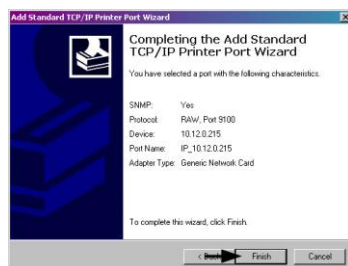 Add Standard TCP/IP Printer Port Wizard
Completing the Add Standard
TCP/IP Printer Port Wizard
You have selected a port with the following characteristics.
SNMP: Yes
Protocol: RAW, Port 9100
Device: 10.12.0.215
Port Name: IP_10.12.0.215
Adapter Type: Generic Network Card
To complete this wizard, click Finish.
< Finish Cancel